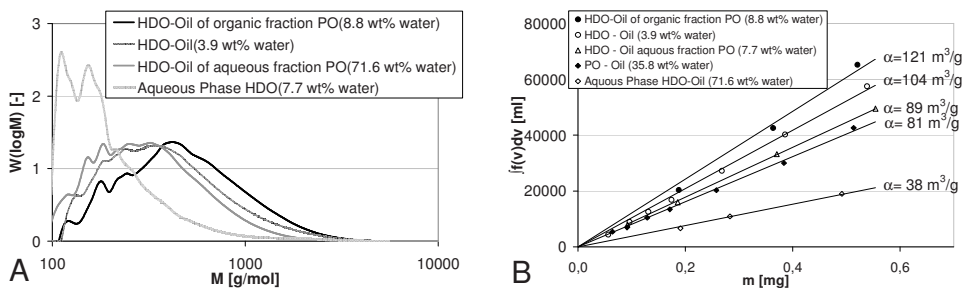 3
2
1
0
W(logM) [-]
HDO-Oil of organic fraction PO(8.8 wt% water)
HDO-Oil(3.9 wt% water)
HDO-Oil of aqueous fraction PO(71.6 wt% water)
Aqueous Phase HDO(7.7 wt% water)
100
1000
10000
M [g/mol]
A
80000
60000
40000
20000
0
∫f(v)dv [ml]
HDO-Oil of organic fraction PO (8.8 wt% water)
HDO - Oil (3.9 wt% water)
HDO - Oil aqueous fraction PO (7.7 wt% water)
PO - Oil (35.8 wt% water)
Aqueous Phase HDO-Oil (71.6 wt% water)
α=121 m³/g
α=104 m³/g
α= 89 m³/g
α= 81 m³/g
α= 38 m³/g
0,0
0,2
0,4
0,6
m [mg]
B